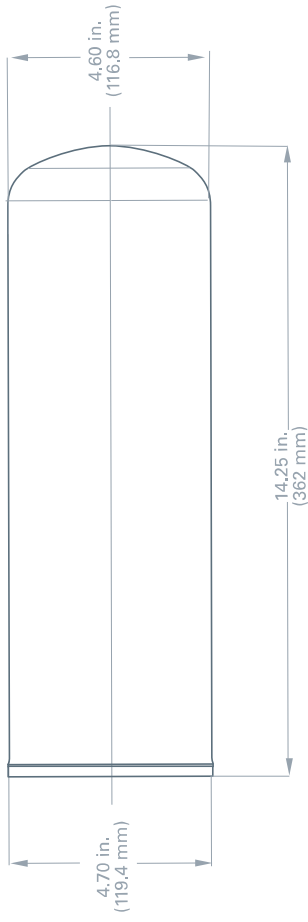 4.60 in.
(116.8 mm)
14.25 in.
(362 mm)
4.70 in.
(119.4 mm)